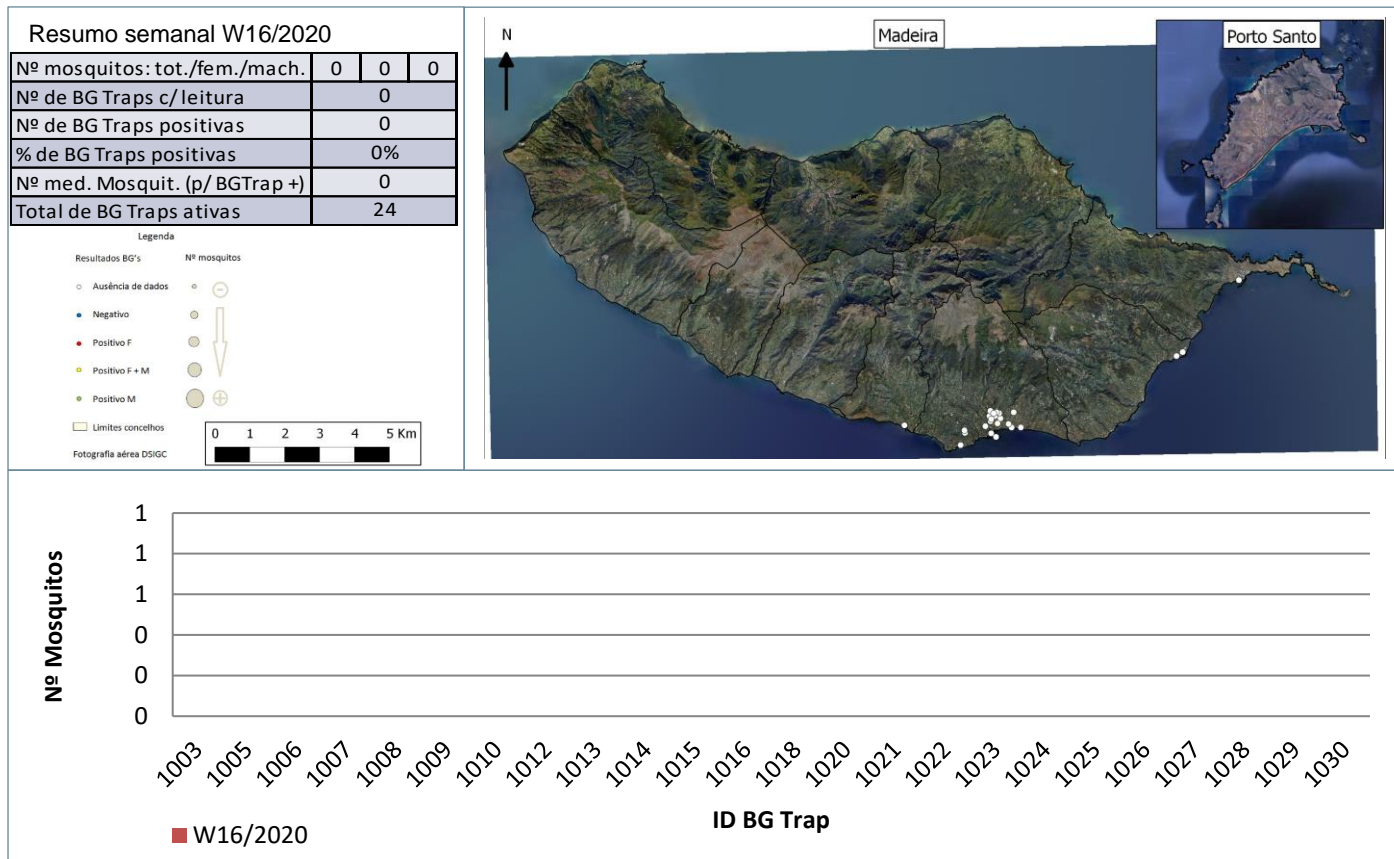 Resumo semanal W16/2020
Nº mosquitos: tot./fem./mach. 0 0 0
Nº de BG Traps c/ leitura 0
Nº de BG Traps positivas 0
% de BG Traps positivas 0%
Nº med. Mosquit. (p/ BGTrap +) 0
Total de BG Traps ativas 24
Legenda
Resultados BG's Nº mosquitos
Ausência de dados
Negativo
Positivo F
Positivo F + M
Positivo M
Limites concelhos
Fotografia aérea DSIGC
0 1 2 3 4 5 Km
N
Madeira
Porto Santo
Nº Mosquitos
1
1
1
0
0
0
1003 1005 1006 1007 1008 1009 1010 1012 1013 1014 1015 1016 1018 1020 1021 1022 1023 1024 1025 1026 1027 1028 1029 1030
ID BG Trap
W16/2020